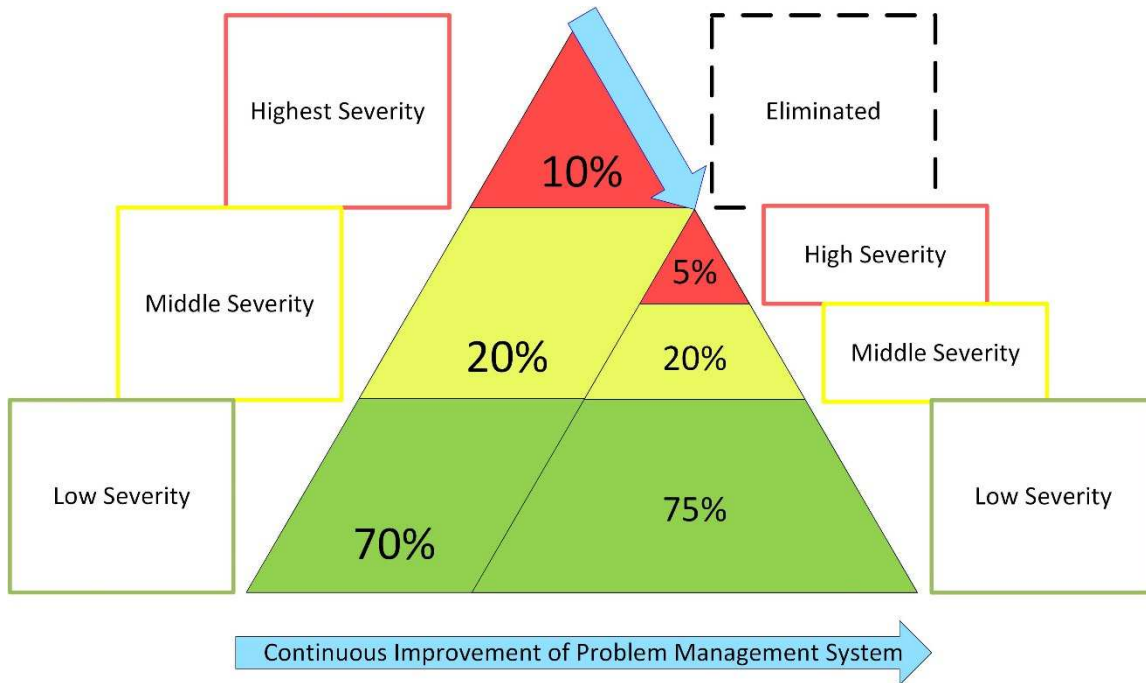 Highest Severity
Eliminated
10%
High Severity
5%
Middle Severity
20%
20%
Middle Severity
Low Severity
70%
75%
Low Severity
Continuous Improvement of Problem Management System